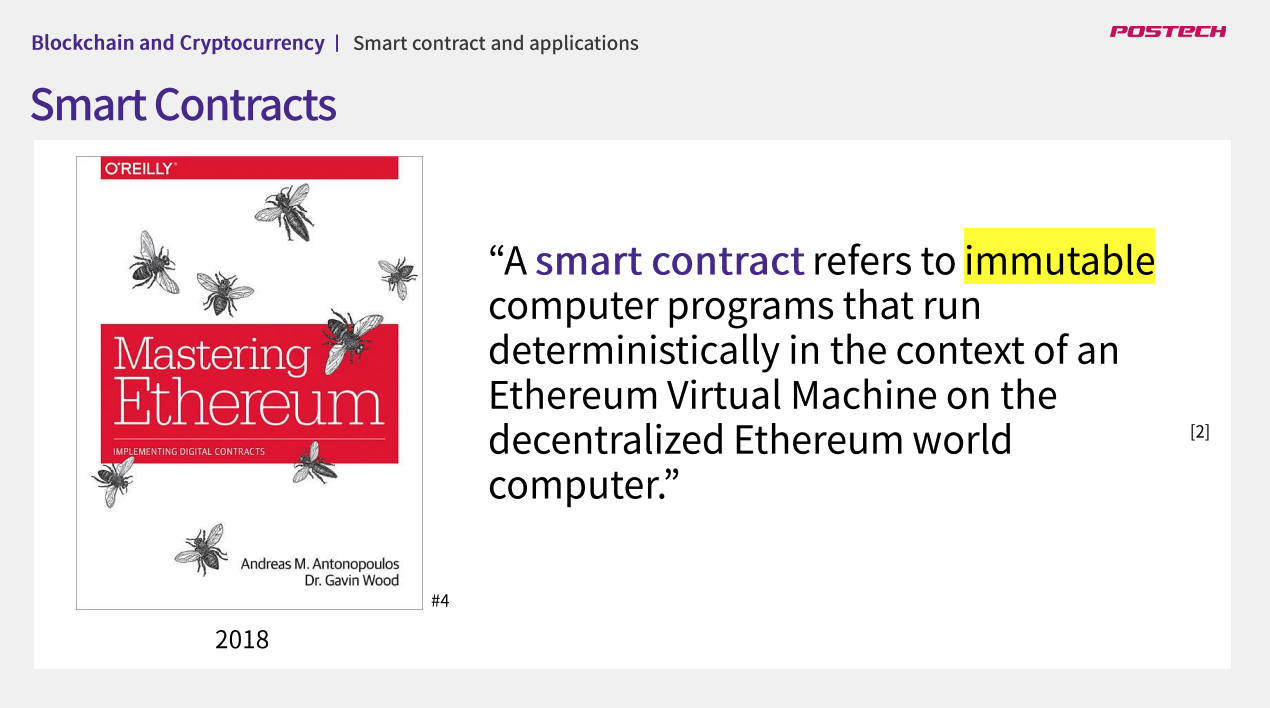 Blockchain and Cryptocurrency | Smart contract and applications
POSTECH
Smart Contracts
O'REILLY®
Mastering
Ethereum
IMPLEMENTING DIGITAL CONTRACTS
Andreas M. Antonopoulos
Dr. Gavin Wood
#4
2018
“A smart contract refers to immutable
computer programs that run
deterministically in the context of an
Ethereum Virtual Machine on the
decentralized Ethereum world
computer.”
[2]